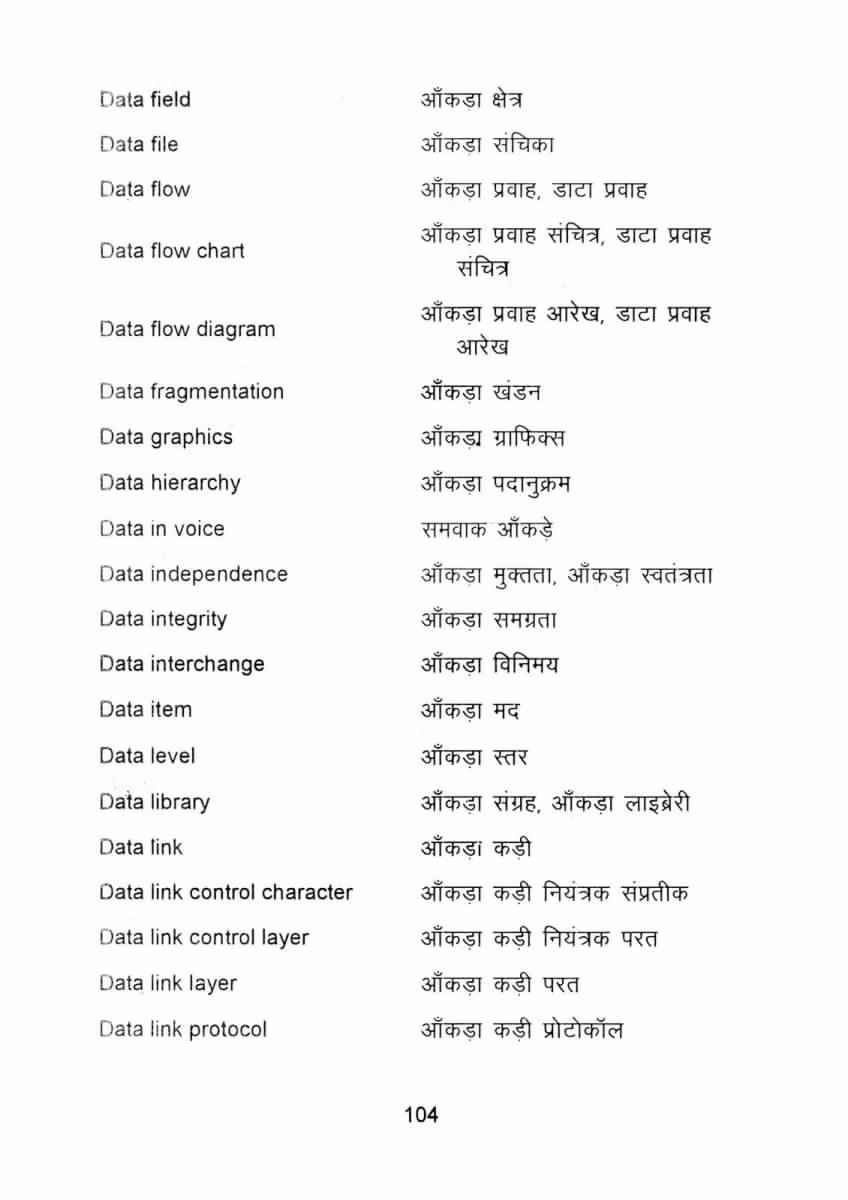 Data field आँकड़ा क्षेत्र
Data file आँकड़ा संचिका
Data flow आँकड़ा प्रवाह, डाटा प्रवाह
Data flow chart आँकड़ा प्रवाह संचित्र, डाटा प्रवाह
संचित्र
Data flow diagram आँकड़ा प्रवाह आरेख, डाटा प्रवाह
आरेख
Data fragmentation आँकड़ा खंडन
Data graphics आँकड़ा ग्राफिक्स
Data hierarchy आँकड़ा पदानुक्रम
Data in voice समवाक आँकड़े
Data independence आँकड़ा मुक्तता, आँकड़ा स्वतंत्रता
Data integrity आँकड़ा समग्रता
Data interchange आँकड़ा विनिमय
Data item आँकड़ा मद
Data level आँकड़ा स्तर
Data library आँकड़ा संग्रह, आँकड़ा लाइब्रेरी
Data link आँकड़ा कड़ी
Data link control character आँकड़ा कड़ी नियंत्रक संप्रतीक
Data link control layer आँकड़ा कड़ी नियंत्रक परत
Data link layer आँकड़ा कड़ी परत
Data link protocol आँकड़ा कड़ी प्रोटोकॉल
104